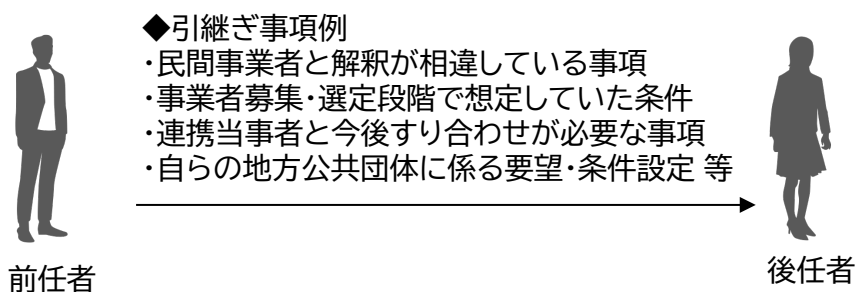 ◆引継ぎ事項例
・民間事業者と解釈が相違している事項
・事業者募集・選定段階で想定していた条件
・連携当事者と今後すり合わせが必要な事項
・自らの地方公共団体に係る要望・条件設定 等
前任者
後任者